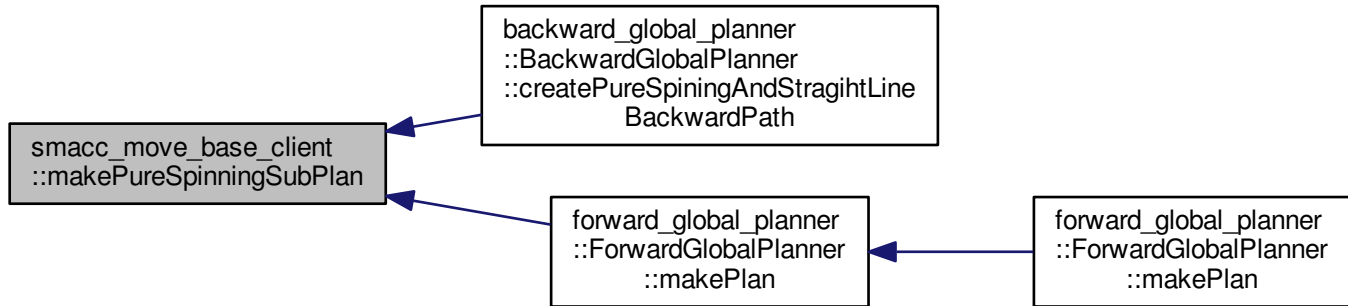 backward_global_planner
::BackwardGlobalPlanner
::createPureSpiningAndStragihtLine
BackwardPath
smacc_move_base_client
::makePureSpinningSubPlan
forward_global_planner
::ForwardGlobalPlanner
::makePlan
forward_global_planner
::ForwardGlobalPlanner
::makePlan